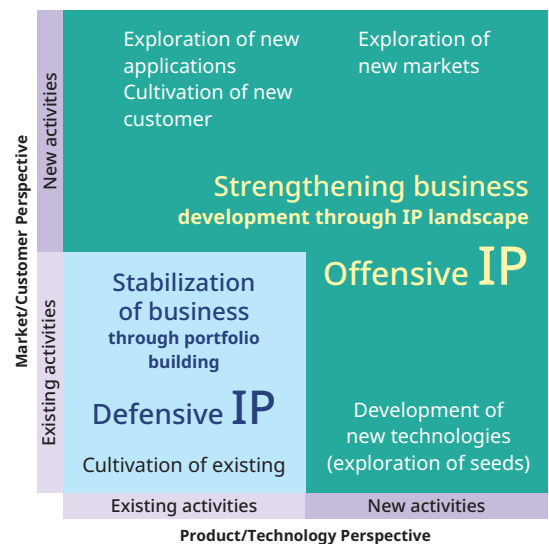 Exploration of new
applications
Cultivation of new
customer
Exploration of
new markets
Strengthening business
development through IP landscape
Offensive IP
Stabilization
of business
through portfolio
building
Defensive IP
Cultivation of existing
Development of
new technologies
(exploration of seeds)
Market/Customer Perspective
New activities
Existing activities
Existing activities
New activities
Product/Technology Perspective